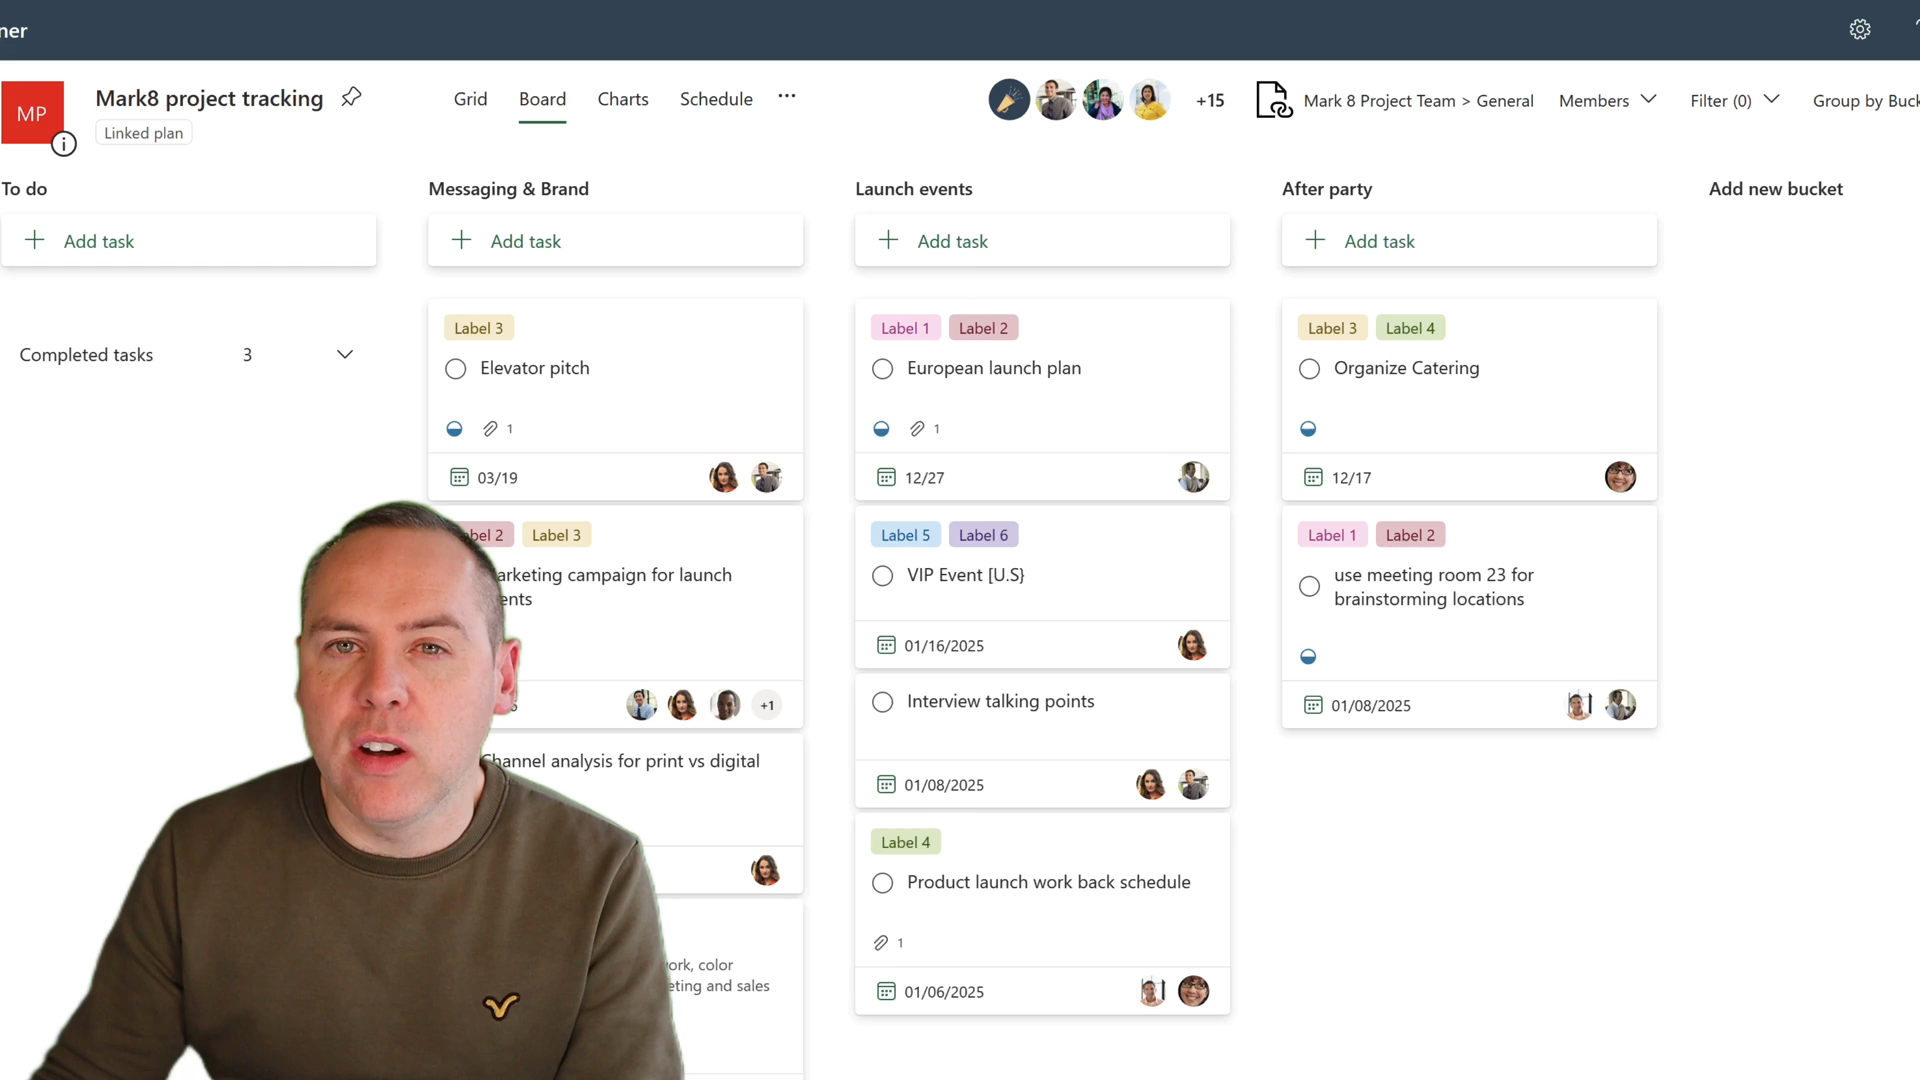 ner
MP
Mark8 project tracking
Linked plan
Grid
Board
Charts
Schedule
+15
Mark 8 Project Team > General
Members
Filter (0)
Group by Buck
To do
Add task
Completed tasks
3
Messaging & Brand
Add task
Label 3
Elevator pitch
1
03/19
bel 2
Label 3
arketing campaign for launch
ents
+1
Channel analysis for print vs digital
ork, color
eting and sales
Launch events
Add task
Label 1
Label 2
European launch plan
1
12/27
Label 5
Label 6
VIP Event [U.S}
01/16/2025
Interview talking points
01/08/2025
Label 4
Product launch work back schedule
1
01/06/2025
After party
Add task
Label 3
Label 4
Organize Catering
12/17
Label 1
Label 2
use meeting room 23 for
brainstorming locations
01/08/2025
Add new bucket